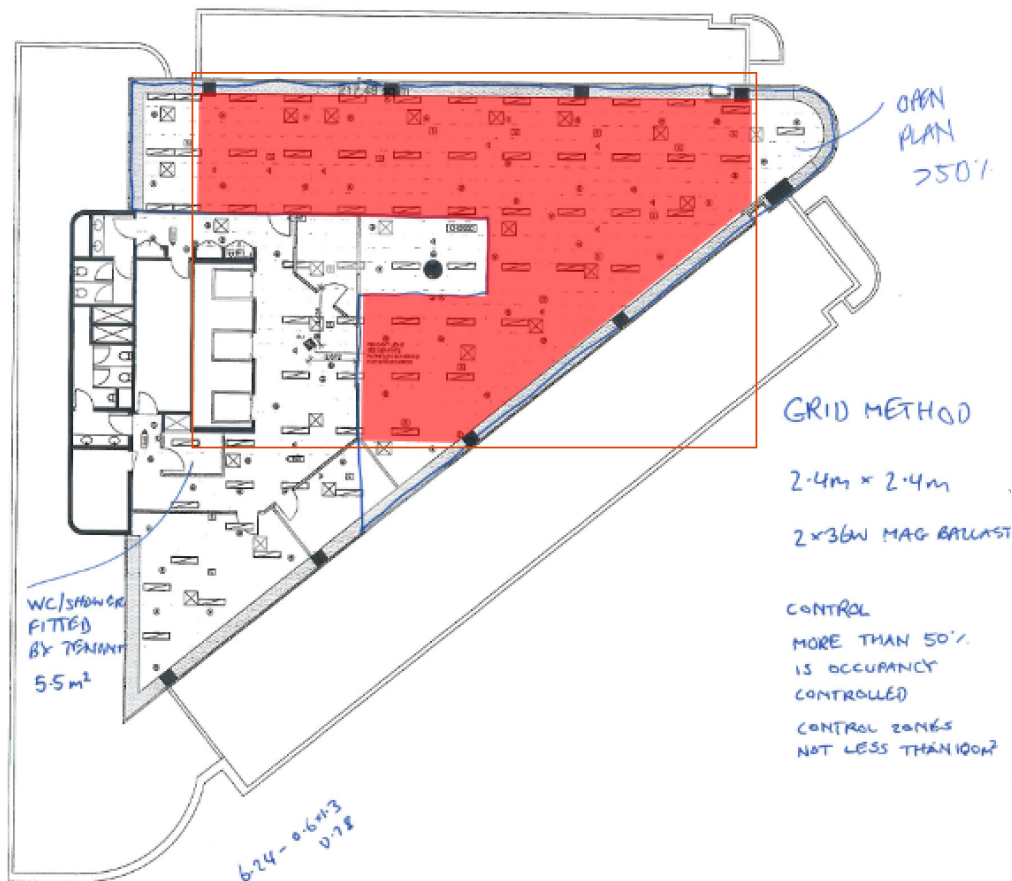 OPEN
PLAN
>50%
GRID METHOD
2.4m × 2.4m
2×36W MAG BALLAST
WC/SHOWER
FITTED
BY TENANT
5.5m²
CONTROL
MORE THAN 50%
IS OCCUPANCY
CONTROLLED
CONTROL ZONES
NOT LESS THAN 100m²
6.24 - 0.6×1.3
0.78